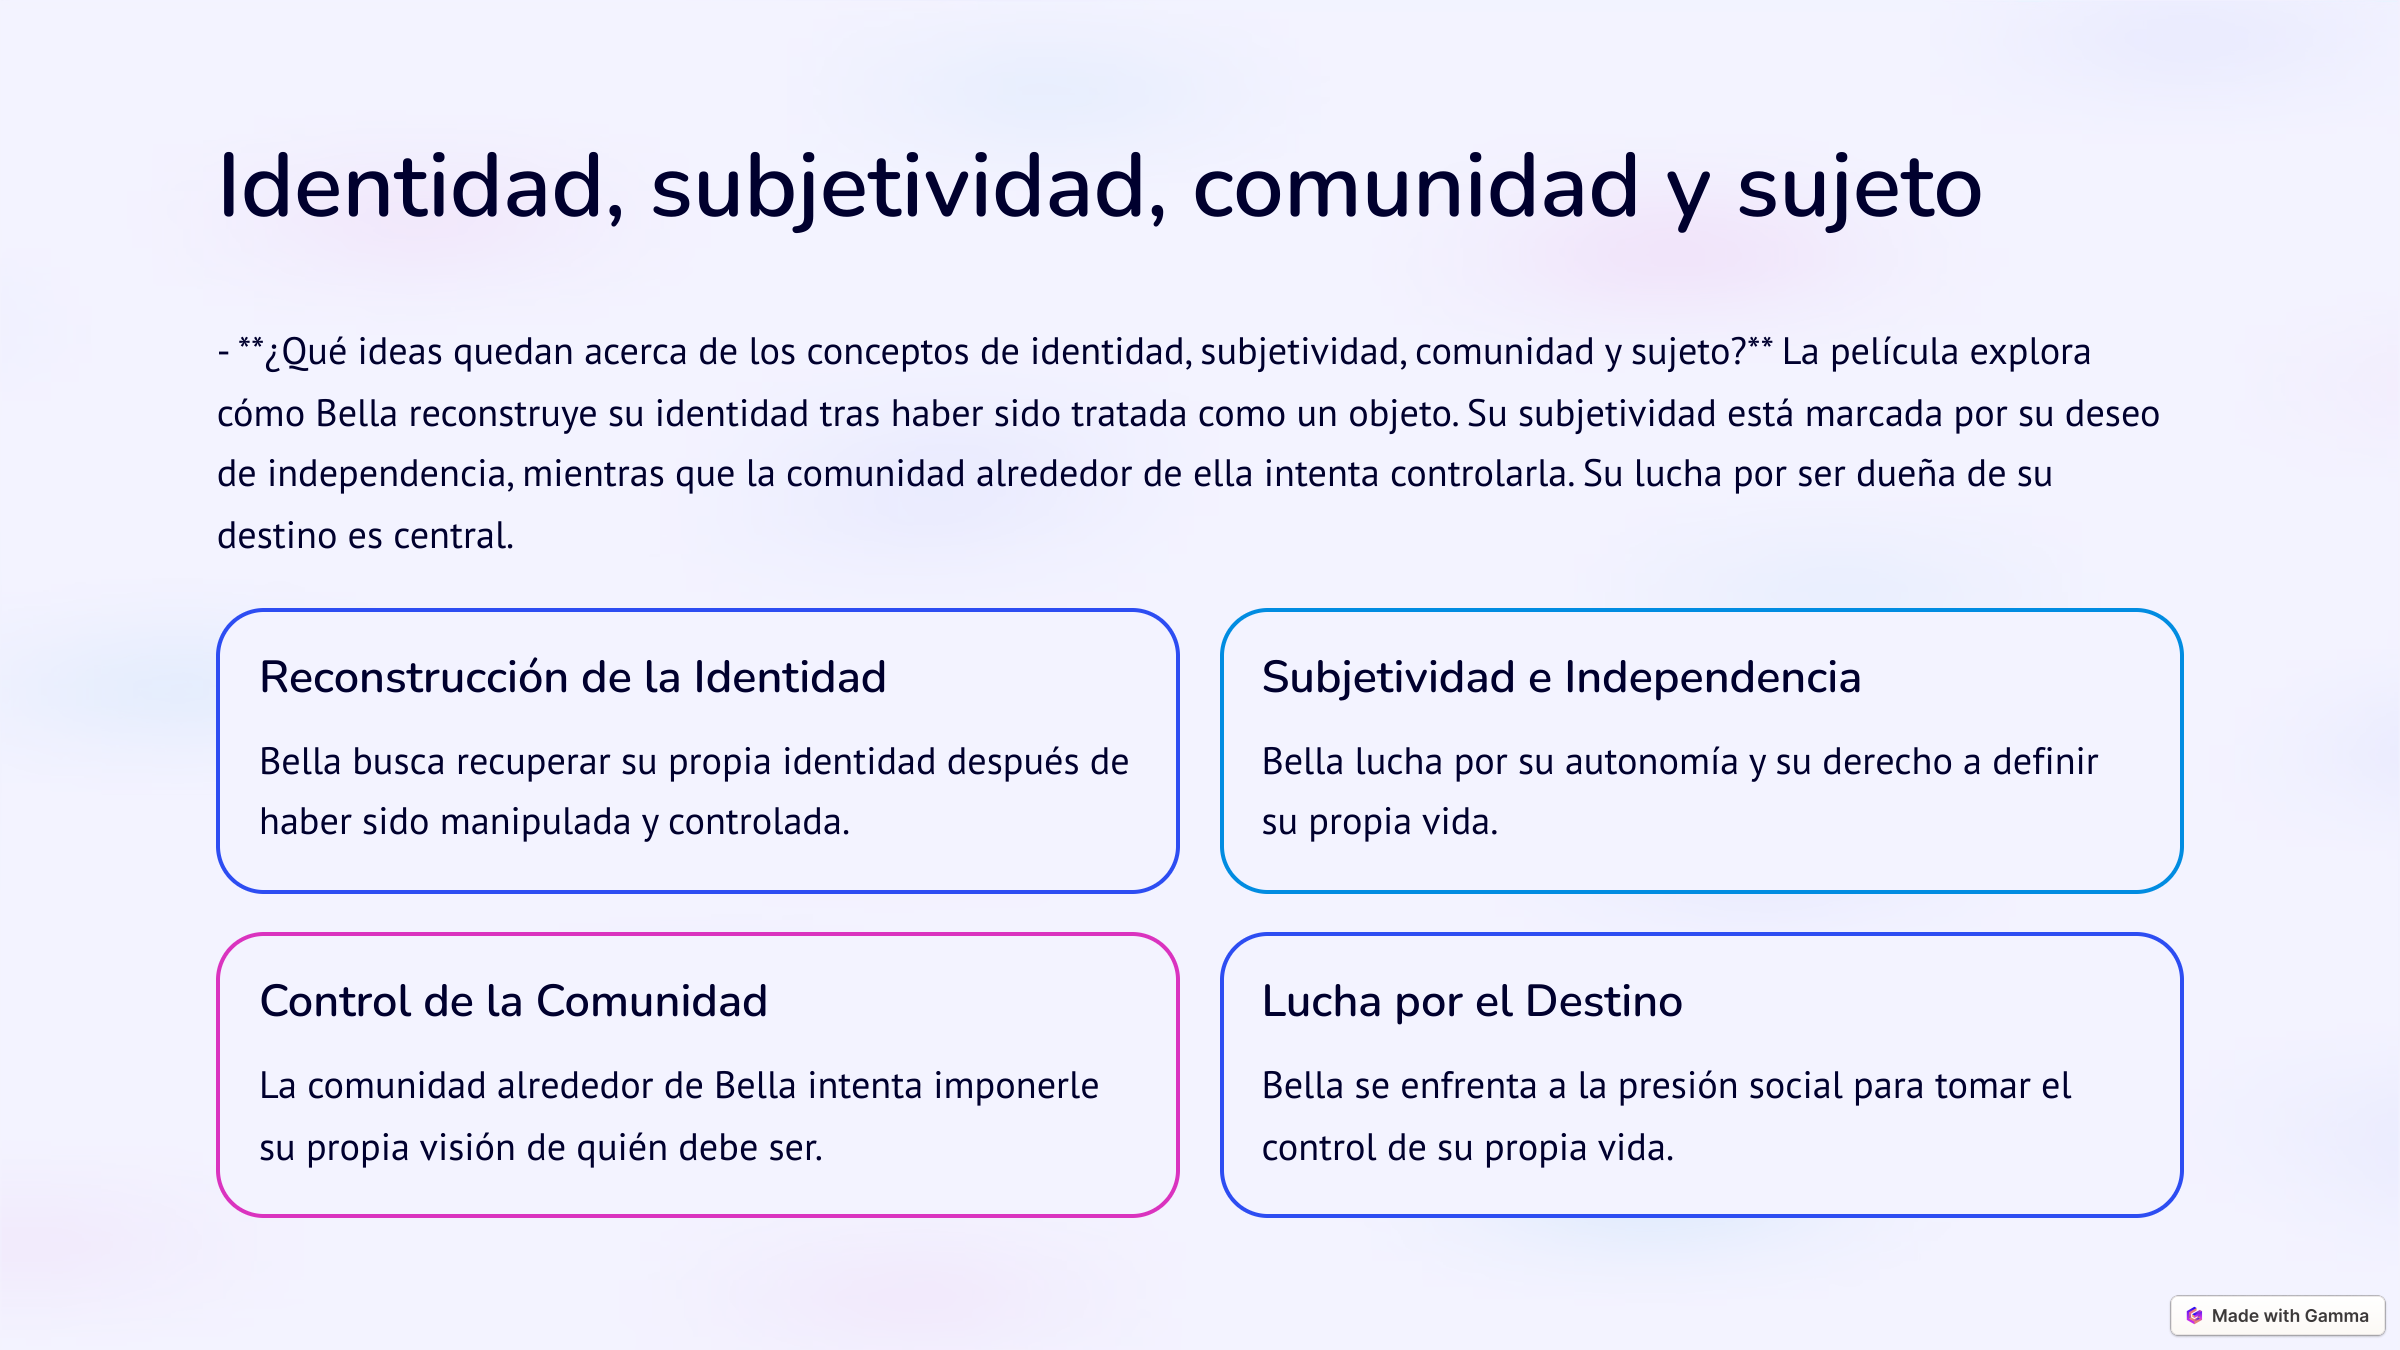 Identidad, subjetividad, comunidad y sujeto
- **¿Qué ideas quedan acerca de los conceptos de identidad, subjetividad, comunidad y sujeto?** La película explora
cómo Bella reconstruye su identidad tras haber sido tratada como un objeto. Su subjetividad está marcada por su deseo
de independencia, mientras que la comunidad alrededor de ella intenta controlarla. Su lucha por ser dueña de su
destino es central.
Reconstrucción de la Identidad
Bella busca recuperar su propia identidad después de
haber sido manipulada y controlada.
Subjetividad e Independencia
Bella lucha por su autonomía y su derecho a definir
su propia vida.
Control de la Comunidad
La comunidad alrededor de Bella intenta imponerle
su propia visión de quién debe ser.
Lucha por el Destino
Bella se enfrenta a la presión social para tomar el
control de su propia vida.
Made with Gamma